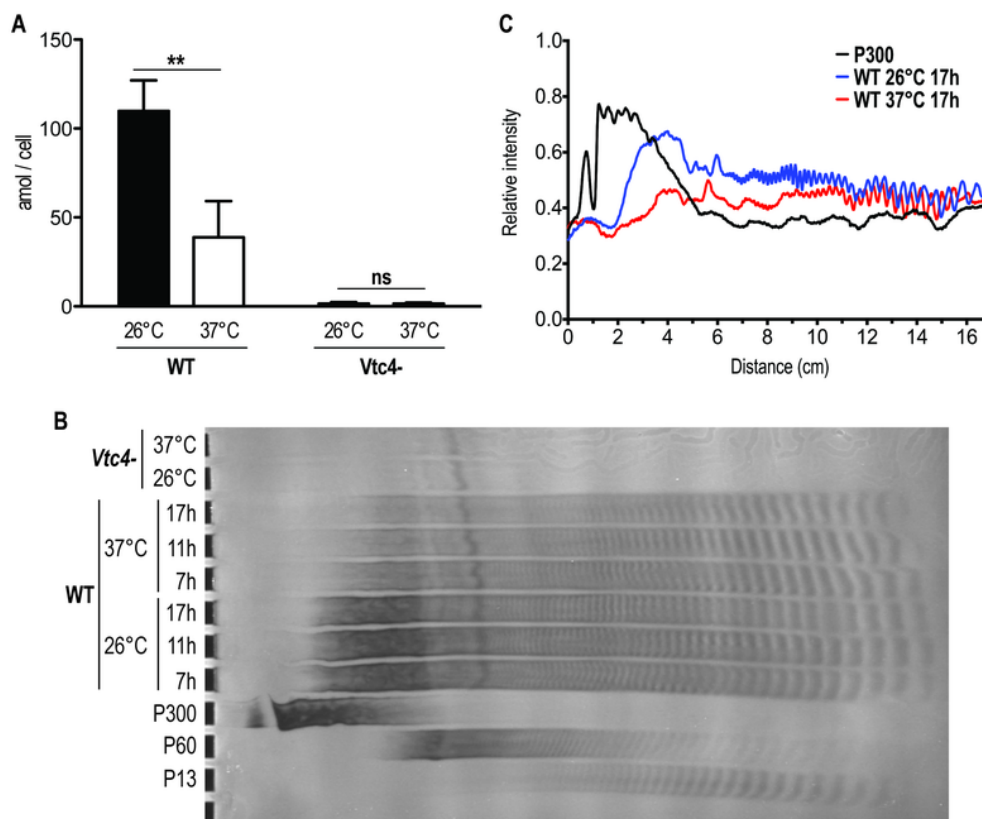 A
150
100
50
0
amol / cell
**
ns
26°C 37°C 26°C 37°C
WT Vtc4-
C
1.0
0.8
0.6
0.4
0.2
0.0
Relative intensity
P300
WT 26°C 17h
WT 37°C 17h
0 2 4 6 8 10 12 14 16
Distance (cm)
B
Vtc4-
37°C
26°C
WT
37°C
17h
11h
7h
26°C
17h
11h
7h
P300
P60
P13